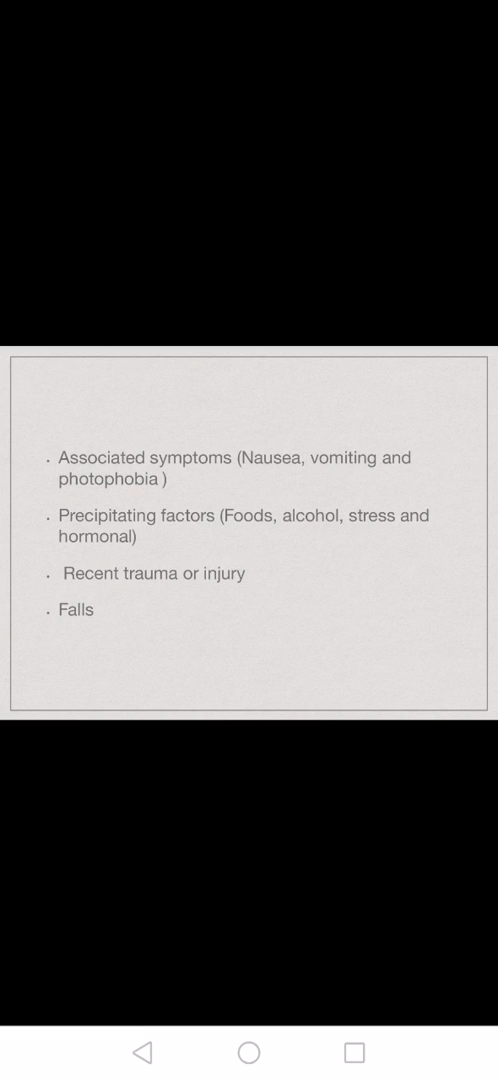 . Associated symptoms (Nausea, vomiting and
photophobia )
. Precipitating factors (Foods, alcohol, stress and
hormonal)
. Recent trauma or injury
. Falls